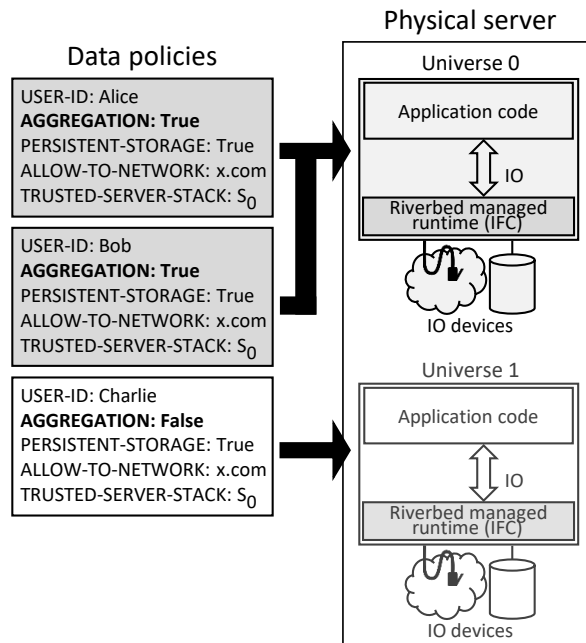 Data policies
USER-ID: Alice
AGGREGATION: True
PERSISTENT-STORAGE: True
ALLOW-TO-NETWORK: x.com
TRUSTED-SERVER-STACK: S0
USER-ID: Bob
AGGREGATION: True
PERSISTENT-STORAGE: True
ALLOW-TO-NETWORK: x.com
TRUSTED-SERVER-STACK: S0
USER-ID: Charlie
AGGREGATION: False
PERSISTENT-STORAGE: True
ALLOW-TO-NETWORK: x.com
TRUSTED-SERVER-STACK: S0
Physical server
Universe 0
Application code
IO
Riverbed managed
runtime (IFC)
IO devices
Universe 1
Application code
IO
Riverbed managed
runtime (IFC)
IO devices